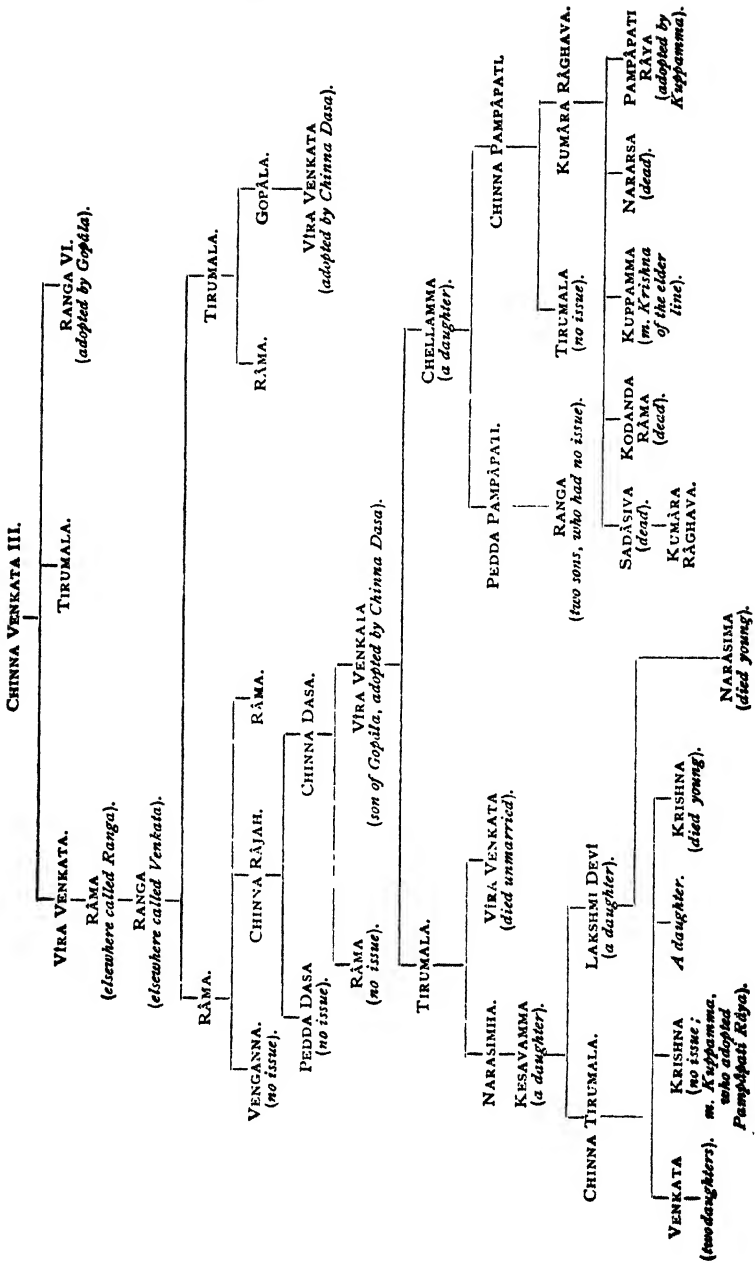 CHINNA VENKATA III.
VÎRA VENKATA.
TIRUMALA.
RANGA VI.
(adopted by Gopâla).
RÂMA
(elsewhere called Ranga).
RANGA
(elsewhere called Venkata).
RÂMA.
TIRUMALA.
VENGANNA.
(no issue).
CHINNA RÂJAH.
RÂMA.
RÂMA.
GOPÂLA.
PEDDA DASA
(no issue).
CHINNA DASA.
VÎRA VENKATA
(adopted by Chinna Dasa).
RÂMA
(no issue).
VÎRA VENKATA
(son of Gopâla, adopted by Chinna Dasa).
TIRUMALA.
CHELLAMMA
(a daughter).
NARASIMHA.
VÎRA VENKATA
(died unmarried).
PEDDA PAMPÂPATI.
CHINNA PAMPÂPATI.
KESAVAMMA
(a daughter).
RANGA
(two sons, who had no issue).
TIRUMALA
(no issue).
KUMÂRA RÂGHAVA.
CHINNA TIRUMALA.
LAKSHMI DEVÎ
(a daughter).
SADÂSIVA
(dead).
KODANDA
RÂMA
(dead).
KUPPAMMA
(m. Krishna
of the elder
line).
NARARSA
(dead).
PAMPÂPATI
RÂYA
(adopted by
Kuppamma).
KUMÂRA
RÂGHAVA.
VENKATA
(two daughters).
KRISHNA
(no issue;
m. Kuppamma,
who adopted
Pampâpati Râya)
A daughter.
KRISHNA
(died young).
NARASIMA
(died young).